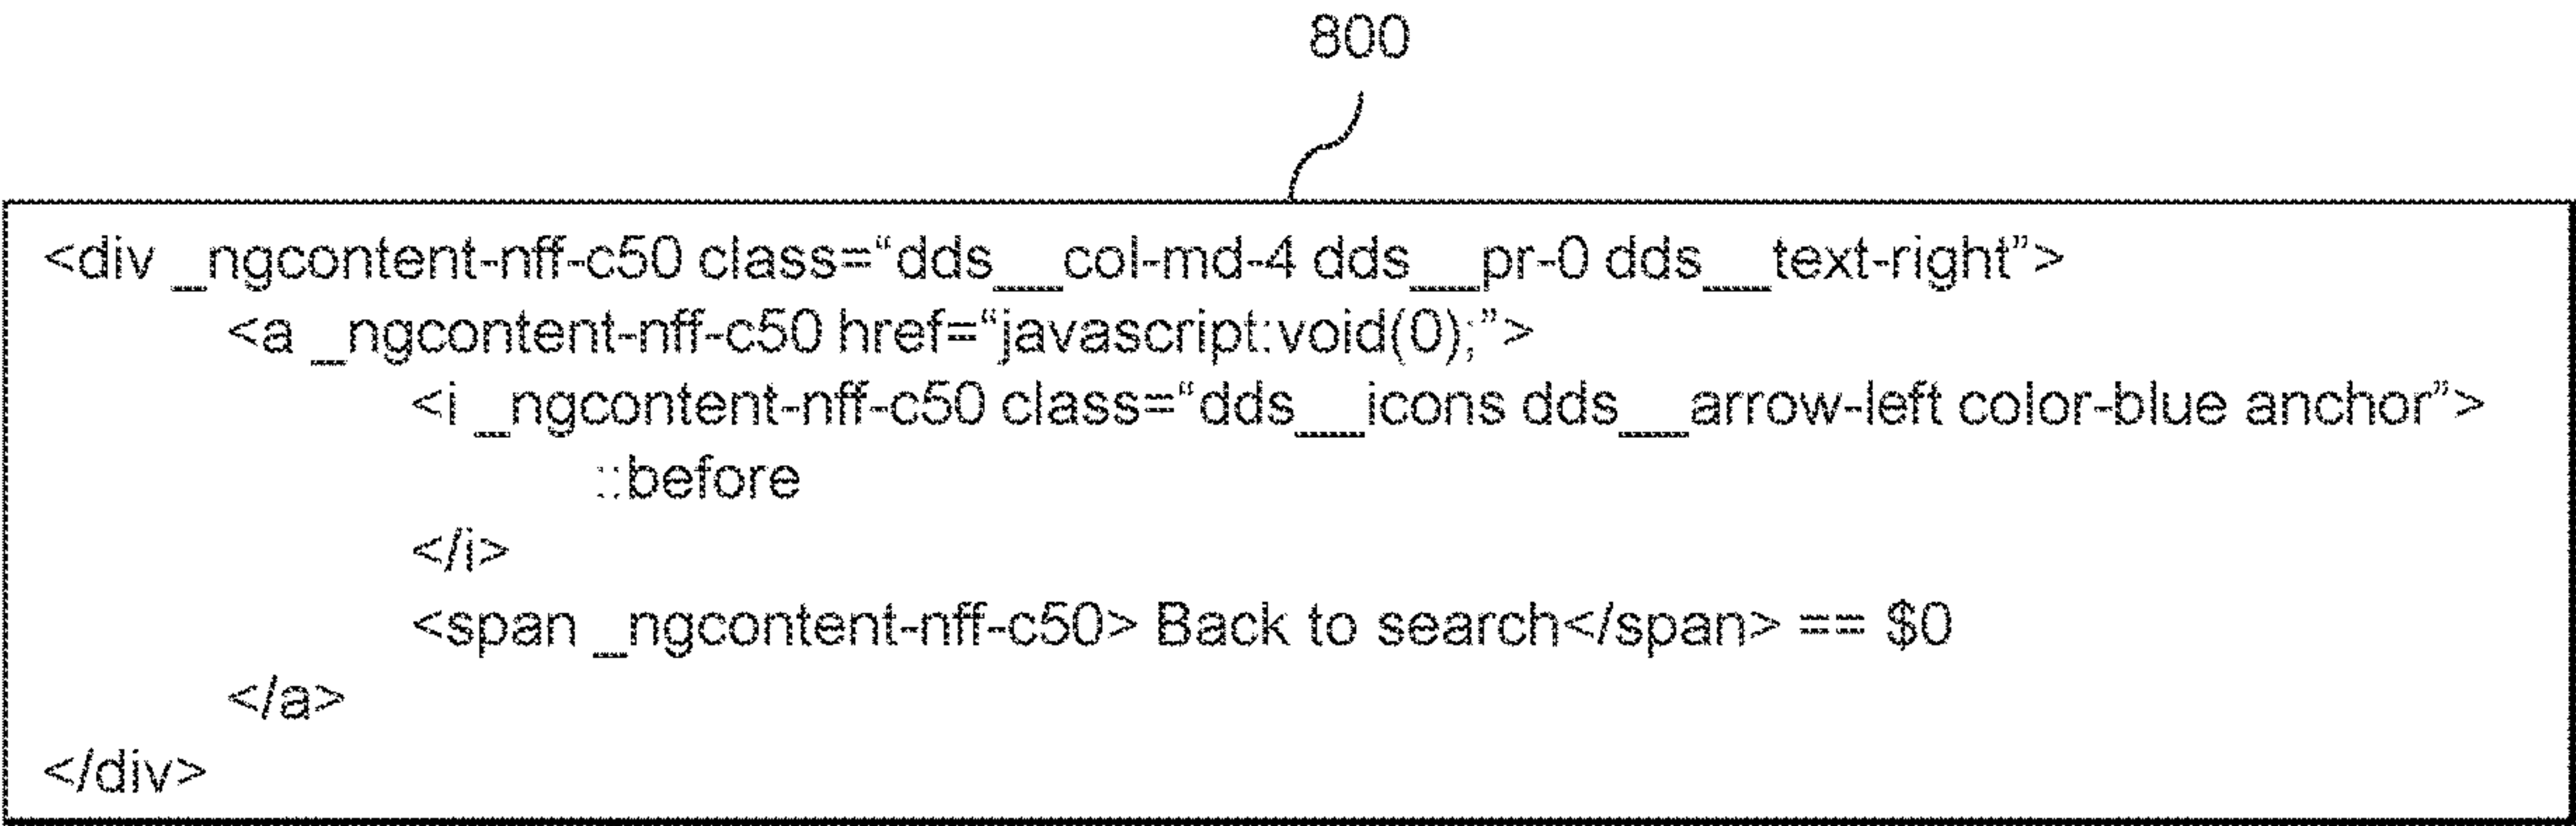 800
<div _ngcontent-nff-c50 class=“dds__col-md-4 dds__pr-0 dds__text-right”>
<a _ngcontent-nff-c50 href=“javascript:void(0);”>
<i _ngcontent-nff-c50 class=“dds__icons dds__arrow-left color-blue anchor”>
::before
</i>
<span _ngcontent-nff-c50> Back to search</span> == $0
</a>
</div>